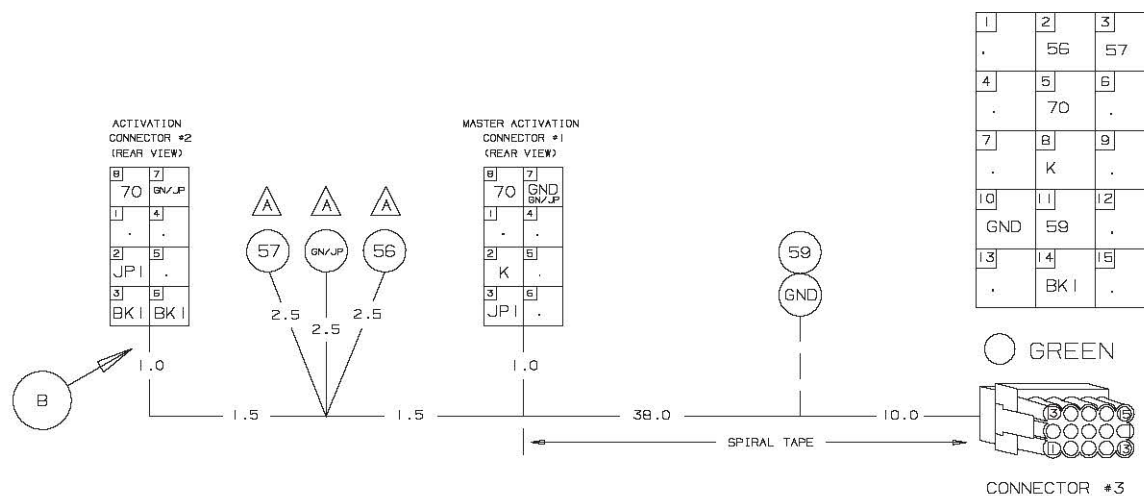 ACTIVATION
CONNECTOR #2
(REAR VIEW)
8 70 7 GN/JP
1 . 4 .
2 JP1 5 .
3 BK1 6 BK1
A A A
57 GN/JP 56
2.5 2.5 2.5
MASTER ACTIVATION
CONNECTOR #1
(REAR VIEW)
8 70 7 GND
GN/JP
1 . 4 .
2 K 5 .
3 JP1 6 .
59
GND
1 . 2 56 3 57
4 . 5 70 6 .
7 . 8 K 9 .
10 GND 11 59 12 .
13 . 14 BK1 15 .
GREEN
B
1.0 1.0
1.5 1.5 38.0 10.0
SPIRAL TAPE
13 15
1 13
CONNECTOR #3